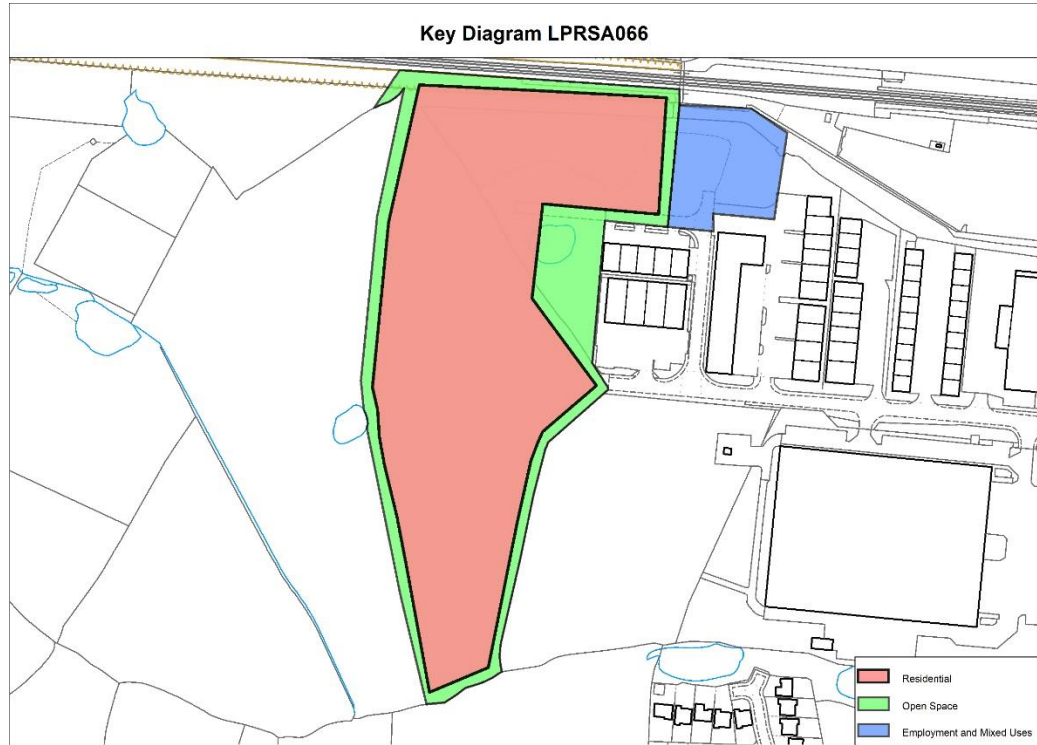 Key Diagram LPRSA066
Residential
Open Space
Employment and Mixed Uses